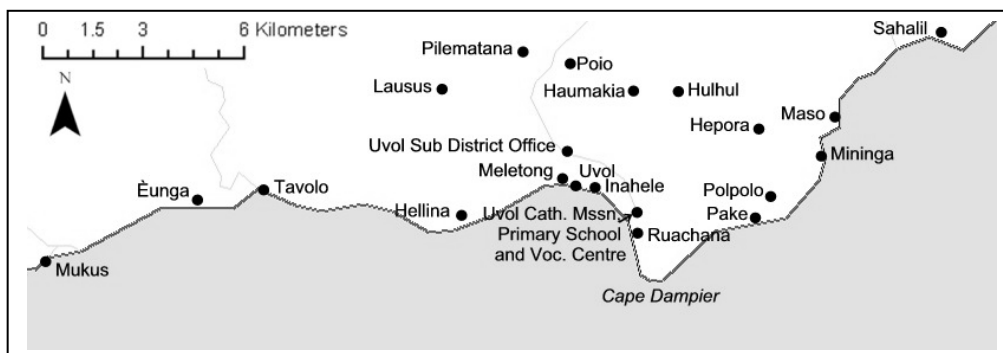 0 1.5 3 6 Kilometers
N
Sahalil
Pilematana
Poio
Lausus
Haumakia
Hulhul
Maso
Hepora
Uvol Sub District Office
Mininga
Meletong
Uvol
Inahele
Èunga
Tavolo
Polpolo
Hellina
Uvol Cath. Mssn.
Primary School
and Voc. Centre
Pake
Ruachana
Mukus
Cape Dampier